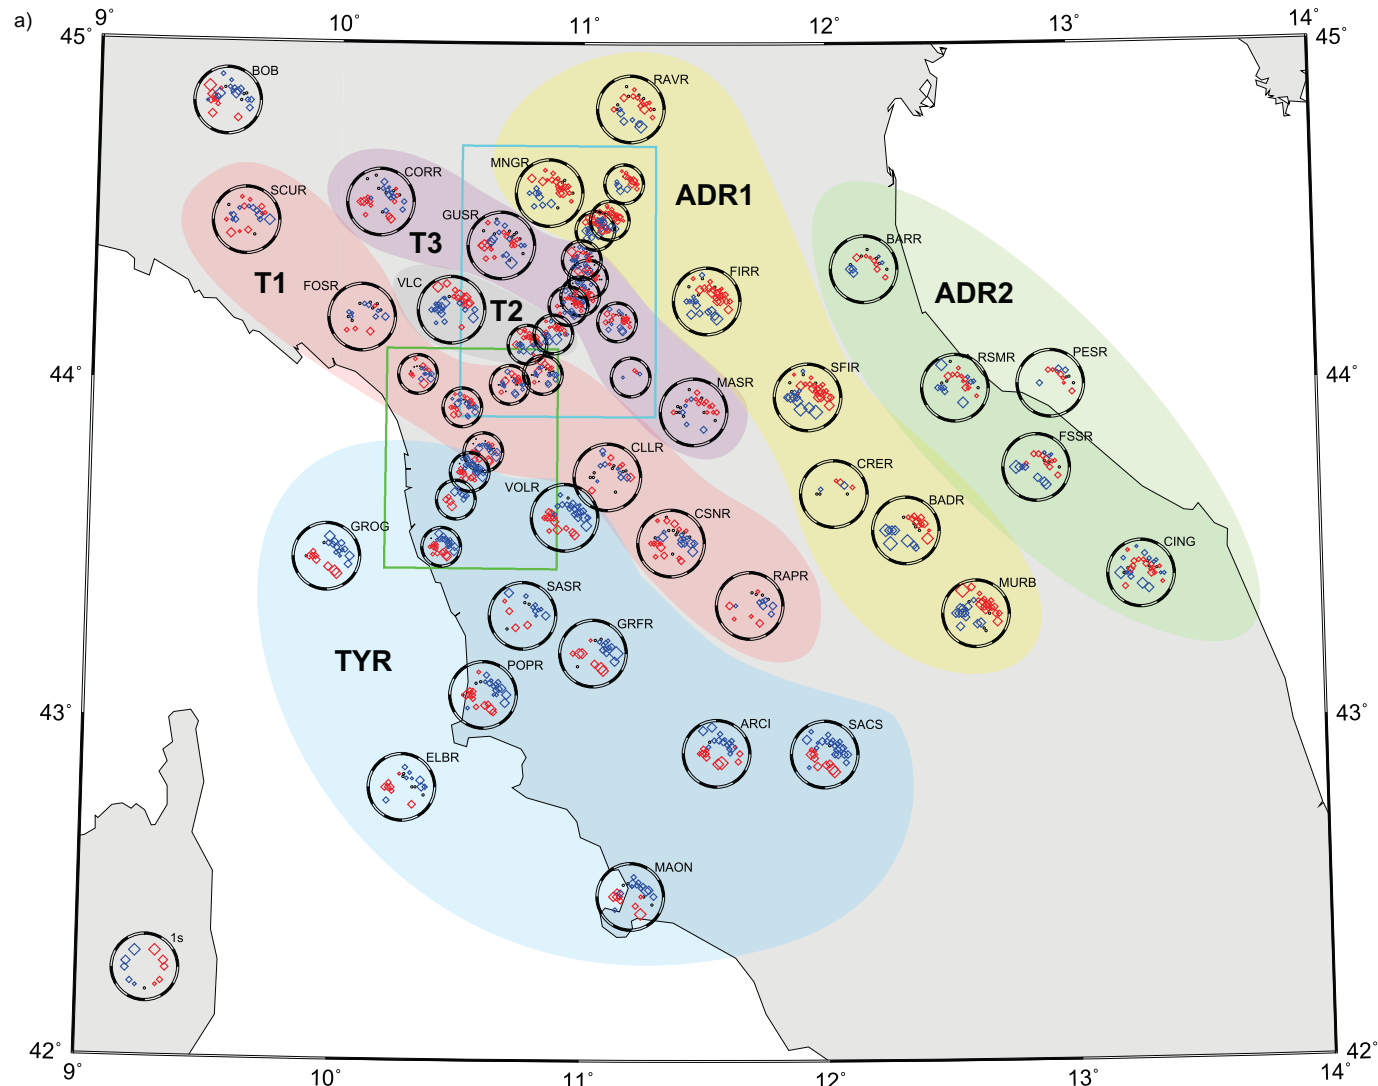 a)
9°
10°
11°
12°
13°
14°
45°
45°
BOB
RAVR
MNGR
CORR
SCUR
ADR1
GUSR
T3
BARR
T1
VLC
FOSR
FIRR
ADR2
T2
44°
44°
SFIR
RSMR
PESR
MASR
CLLR
FSSR
CRER
VOLR
BADR
CSNR
GROG
CING
RAPR
MURB
SASR
GRFR
TYR
POPR
43°
43°
ARCI
SACS
ELBR
MAON
1s
42°
42°
9°
10°
11°
12°
13°
14°